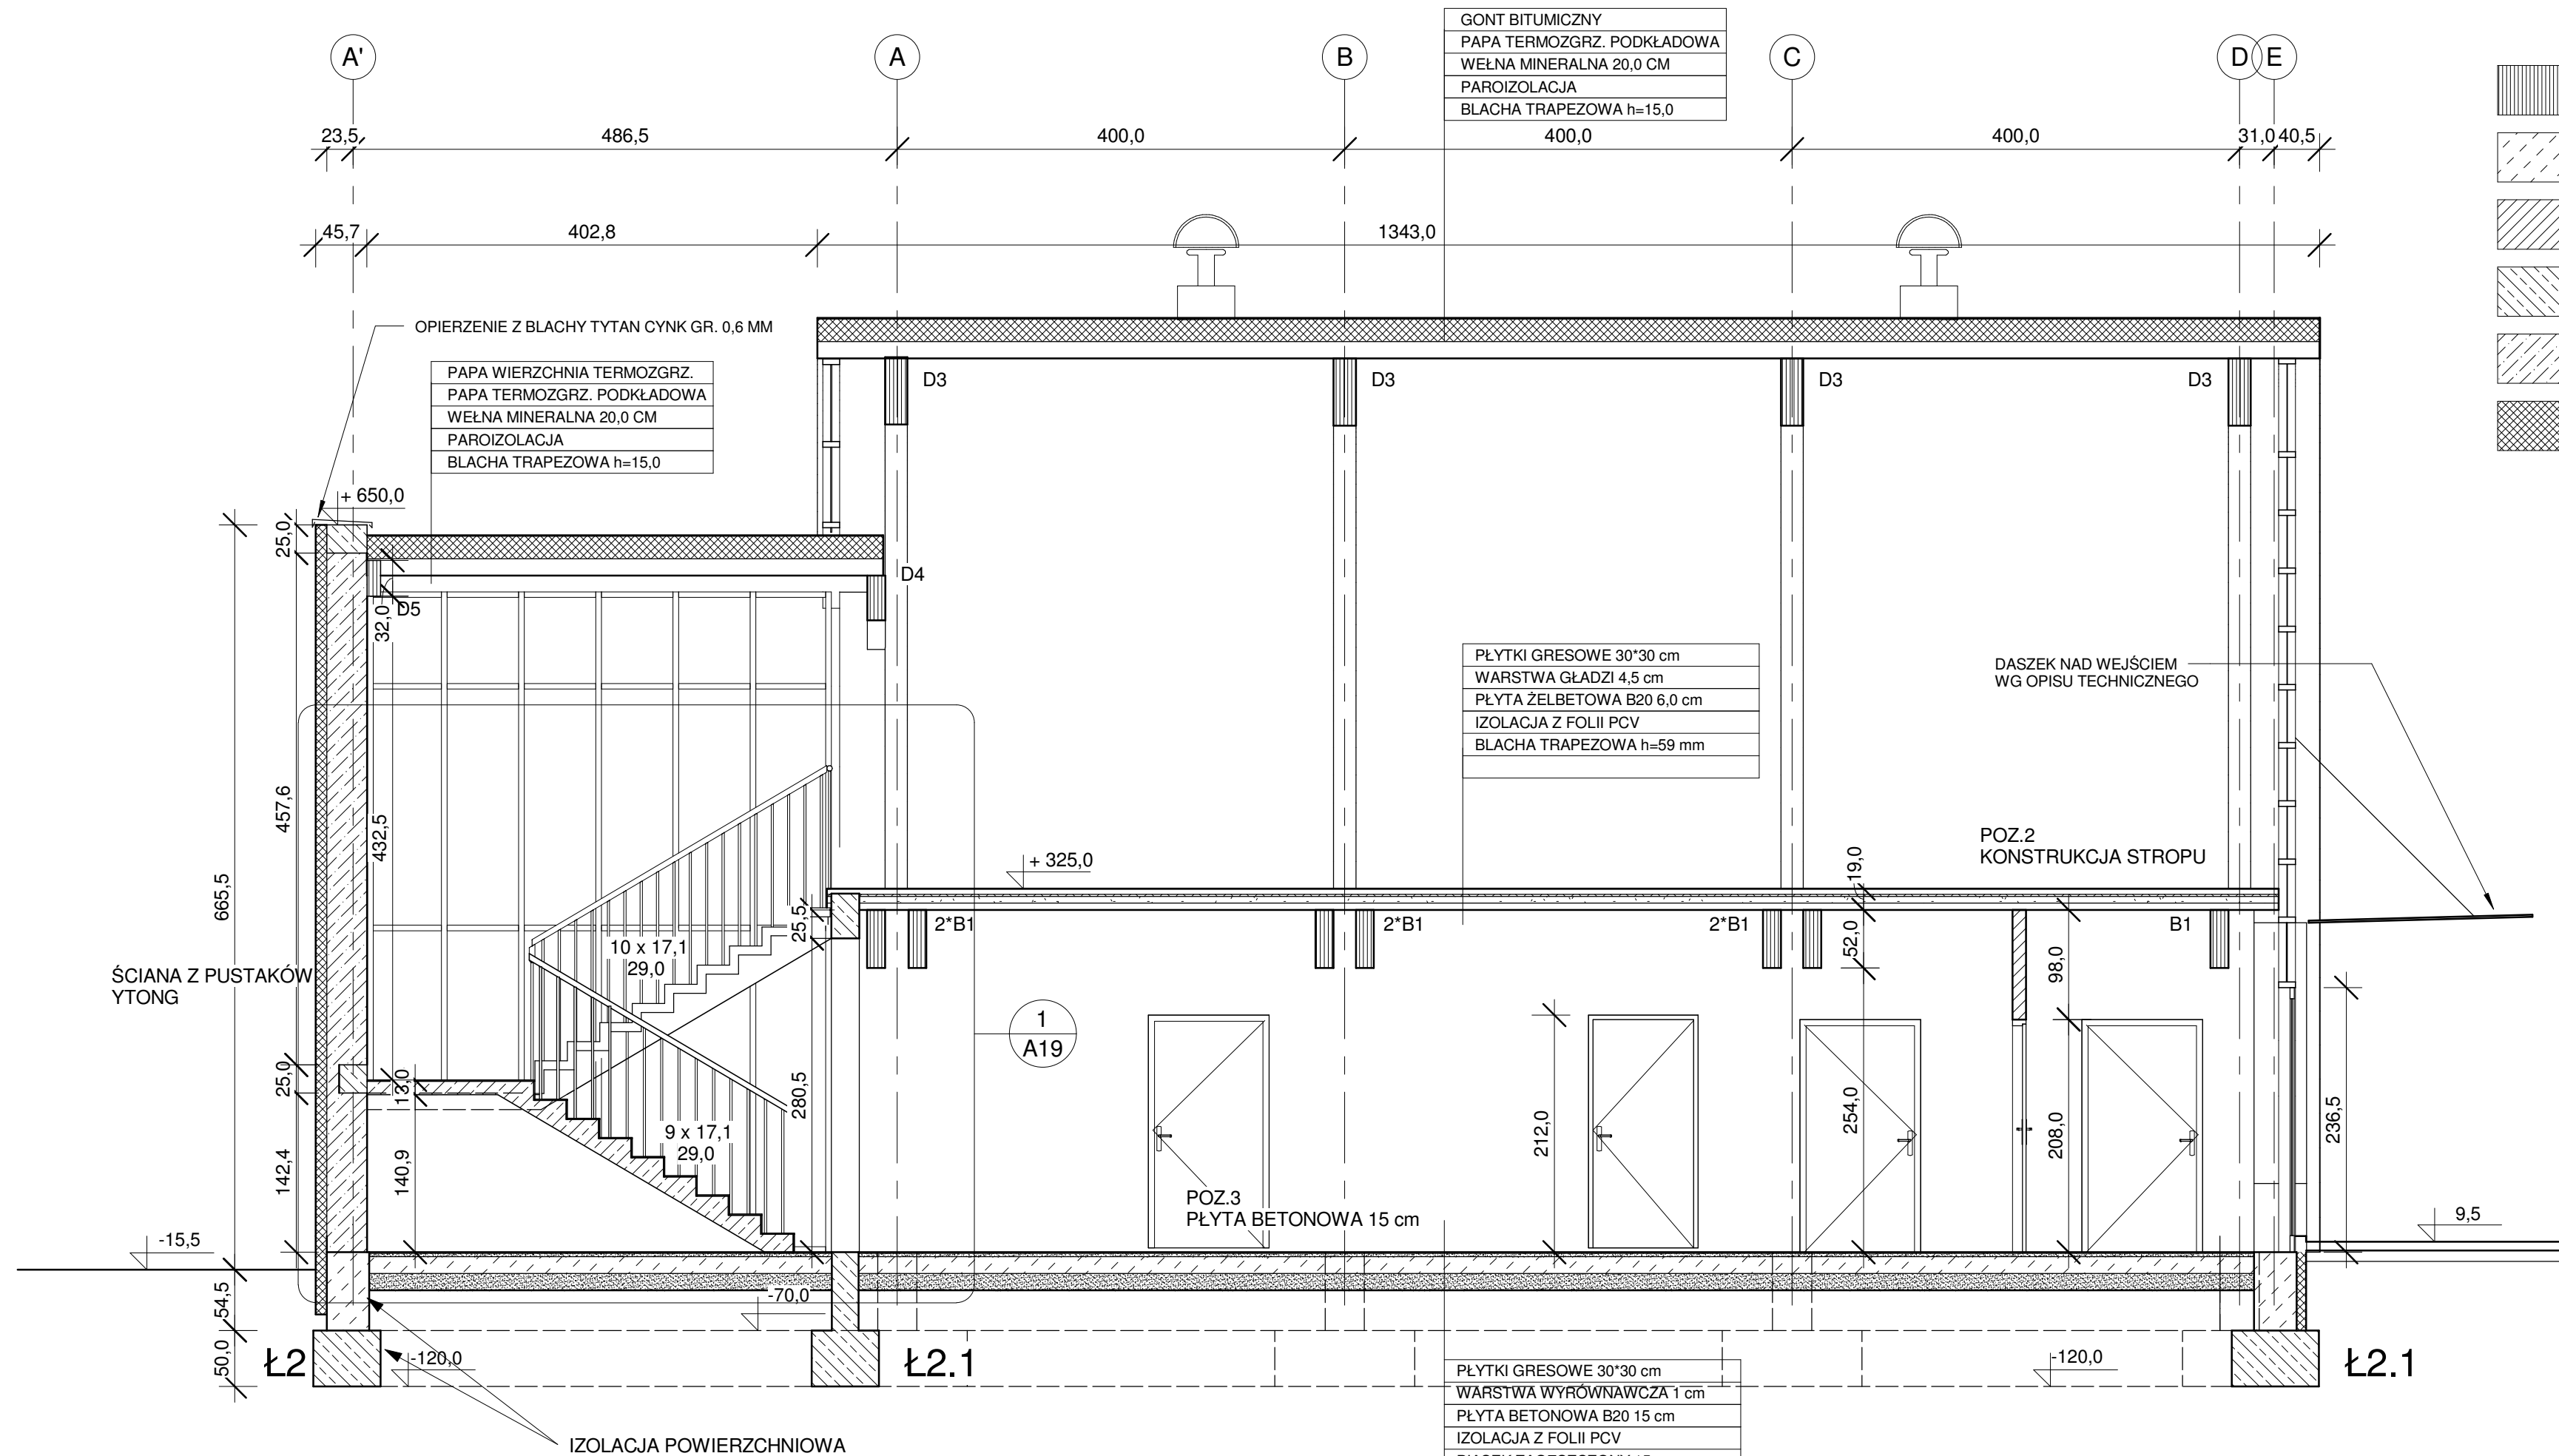 GONT BITUMICZNY
PAPA TERMOZGRZ. PODKŁADOWA
WEŁNA MINERALNA 20,0 CM
PAROIZOLACJA
BLACHA TRAPEZOWA h=15,0
A'
A
B
C
D
E
23,5
486,5
400,0
400,0
400,0
31,0
40,5
45,7
402,8
1343,0
OPIERZENIE Z BLACHY TYTAN CYNK GR. 0,6 MM
PAPA WIERZCHNIA TERMOZGRZ.
PAPA TERMOZGRZ. PODKŁADOWA
WEŁNA MINERALNA 20,0 CM
PAROIZOLACJA
BLACHA TRAPEZOWA h=15,0
D3
D3
D3
D3
+ 650,0
25,0
D4
D5
32,0
PŁYTKI GRESOWE 30*30 cm
WARSTWA GŁADZI 4,5 cm
PŁYTA ŻELBETOWA B20 6,0 cm
IZOLACJA Z FOLII PCV
BLACHA TRAPEZOWA h=59 mm
DASZEK NAD WEJŚCIEM
WG OPISU TECHNICZNEGO
457,6
432,5
665,5
+ 325,0
19,0
POZ.2
KONSTRUKCJA STROPU
25,5
2*B1
2*B1
2*B1
B1
52,0
98,0
10 x 17,1
29,0
ŚCIANA Z PUSTAKÓW
YTONG
1
A19
25,0
13,0
280,5
212,0
254,0
208,0
236,5
9 x 17,1
29,0
142,4
140,9
POZ.3
PŁYTA BETONOWA 15 cm
-15,5
9,5
54,5
-70,0
50,0
Ł2
-120,0
Ł2.1
-120,0
Ł2.1
PŁYTKI GRESOWE 30*30 cm
WARSTWA WYRÓWNAWCZA 1 cm
PŁYTA BETONOWA B20 15 cm
IZOLACJA Z FOLII PCV
IZOLACJA POWIERZCHNIOWA